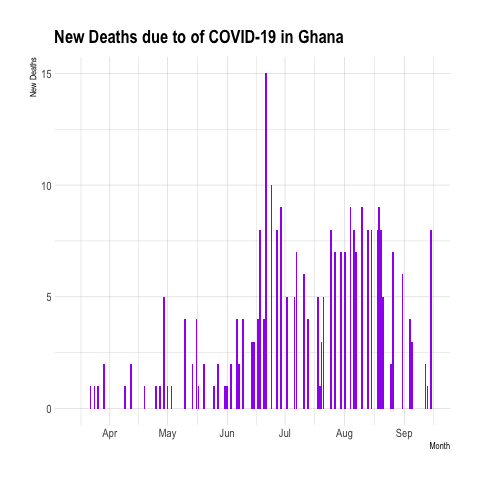 New Deaths due to of COVID-19 in Ghana
New Deaths
15
10
5
0
Apr May Jun Jul Aug Sep
Month